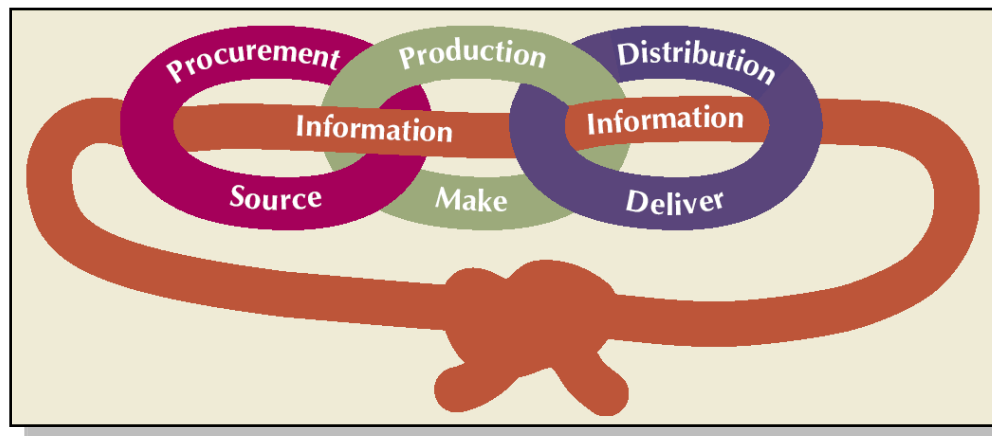 Procurement
Production
Distribution
Information
Information
Source
Make
Deliver